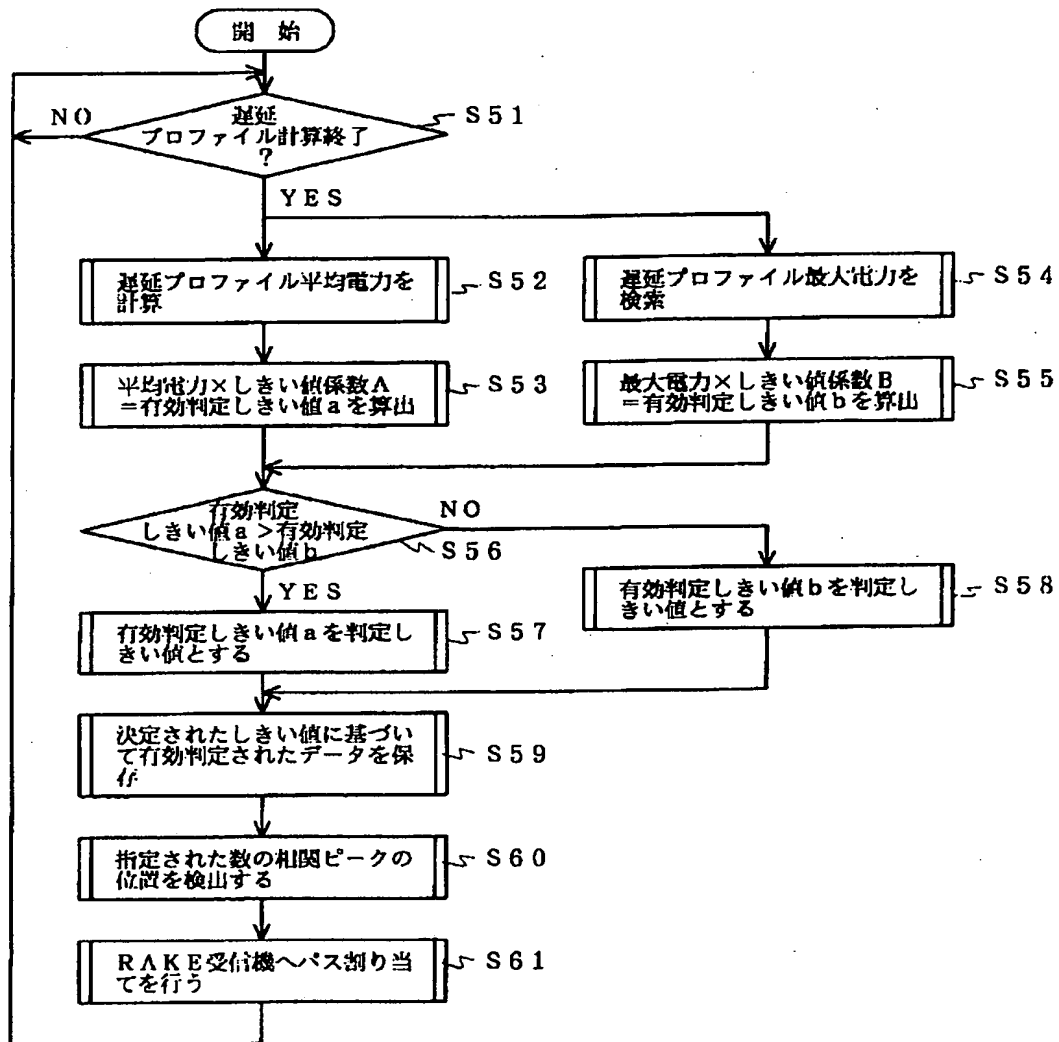 開 始
NO
遅延
プロファイル計算終了
?
S51
YES
遅延プロファイル平均電力を
計算
S52
遅延プロファイル最大電力を
検索
S54
平均電力×しきい値係数A
=有効判定しきい値aを算出
S53
最大電力×しきい値係数B
=有効判定しきい値bを算出
S55
有効判定
しきい値a>有効判定
しきい値b
NO
S56
YES
有効判定しきい値aを判定し
きい値とする
S57
有効判定しきい値bを判定し
きい値とする
S58
決定されたしきい値に基づい
て有効判定されたデータを保
存
S59
指定された数の相関ピークの
位置を検出する
S60
RAKE受信機へパス割り当
てを行う
S61